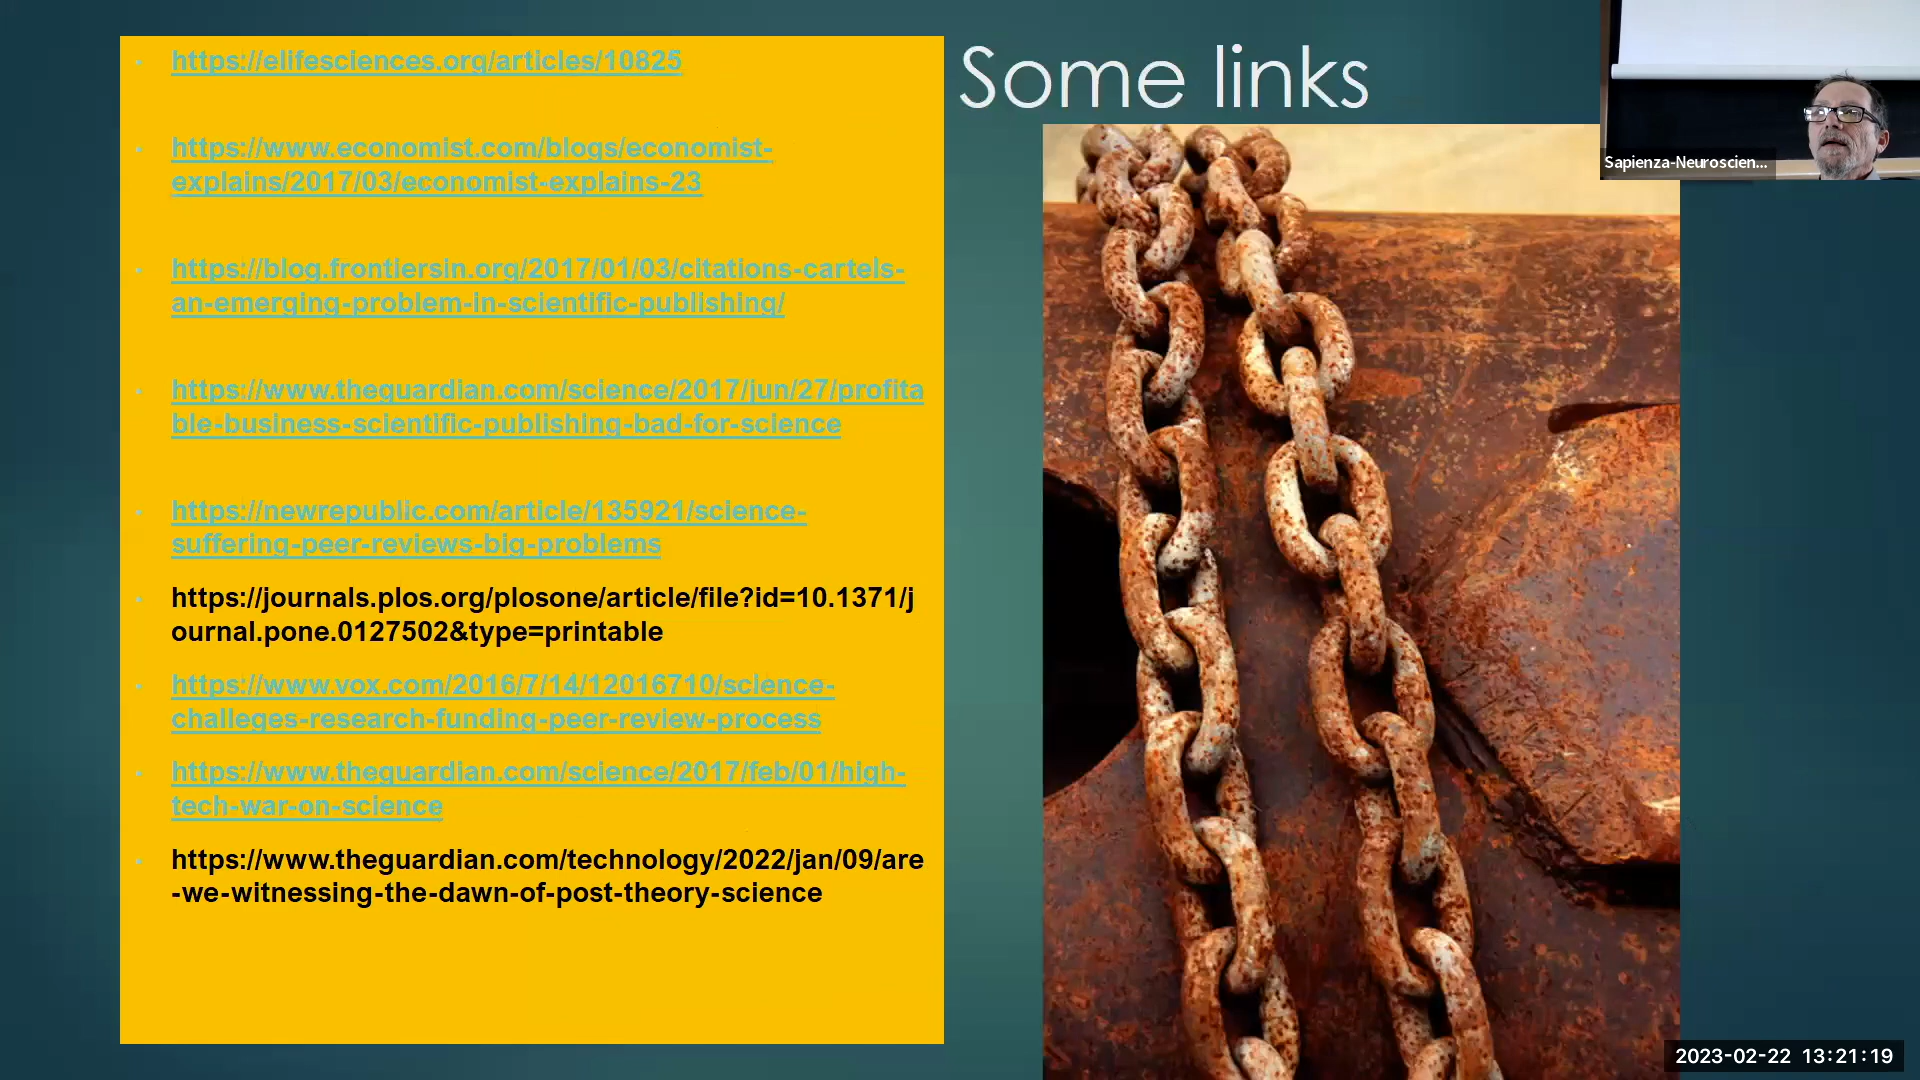 Some links
https://elifesciences.org/articles/10825
https://www.economist.com/blogs/economist-
explains/2017/03/economist-explains-23
https://blog.frontiersin.org/2017/01/03/citations-cartels-
an-emerging-problem-in-scientific-publishing/
https://www.theguardian.com/science/2017/jun/27/profita
ble-business-scientific-publishing-bad-for-science
https://newrepublic.com/article/135921/science-
suffering-peer-reviews-big-problems
https://journals.plos.org/plosone/article/file?id=10.1371/j
ournal.pone.0127502&type=printable
https://www.vox.com/2016/7/14/12016710/science-
challeges-research-funding-peer-review-process
https://www.theguardian.com/science/2017/feb/01/high-
tech-war-on-science
https://www.theguardian.com/technology/2022/jan/09/are
-we-witnessing-the-dawn-of-post-theory-science
Sapienza-Neuroscien...
2023-02-22 13:21:19